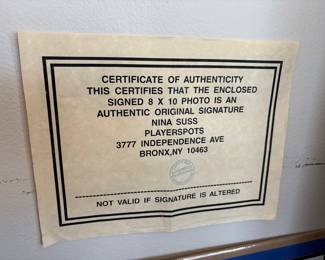 CERTIFICATE OF AUTHENTICITY
THIS CERTIFIES THAT THE ENCLOSED
SIGNED 8 X 10 PHOTO IS AN
AUTHENTIC ORIGINAL SIGNATURE
NINA SUSS
PLAYERSPOTS
3777 INDEPENDENCE AVE
BRONX,NY 10463
NOT VALID IF SIGNATURE IS ALTERED